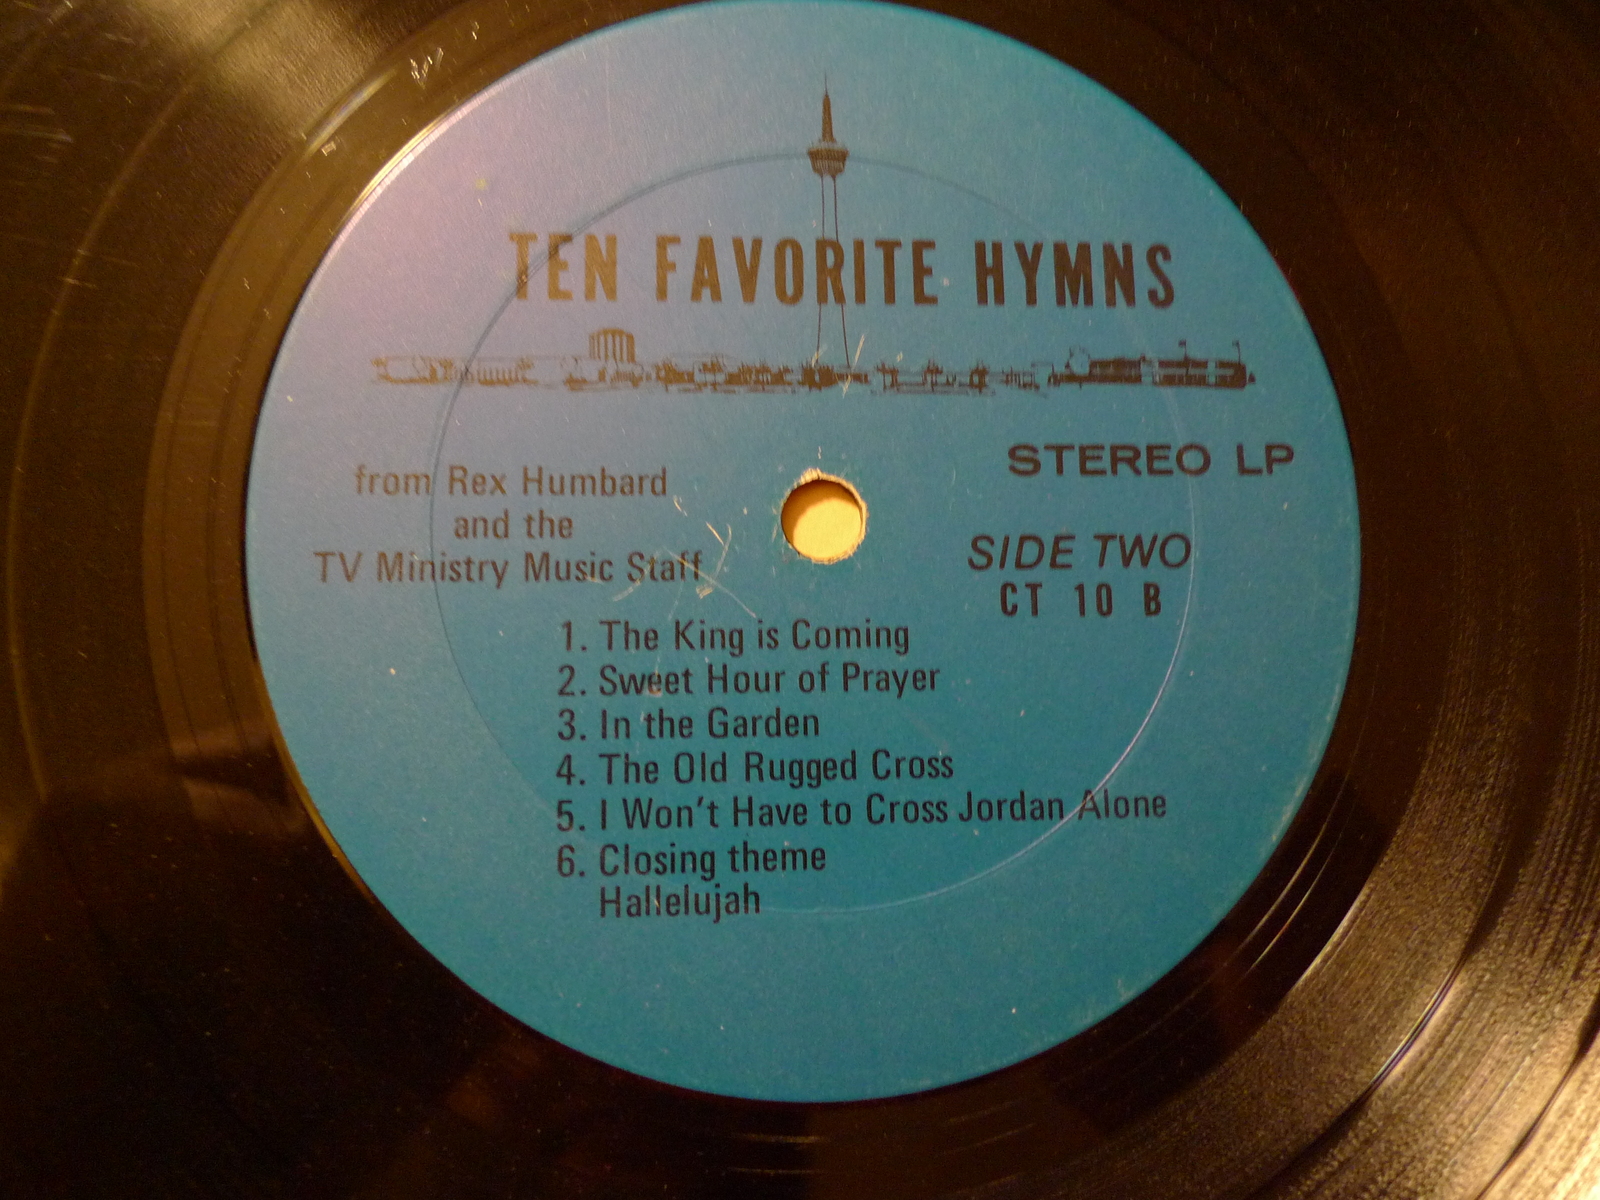 TEN FAVORITE HYMNS
from Rex Humbard
and the
TV Ministry Music Staff
STEREO LP
SIDE TWO
CT 10 B
1. The King is Coming
2. Sweet Hour of Prayer
3. In the Garden
4. The Old Rugged Cross
5. I Won't Have to Cross Jordan Alone
6. Closing theme
Hallelujah